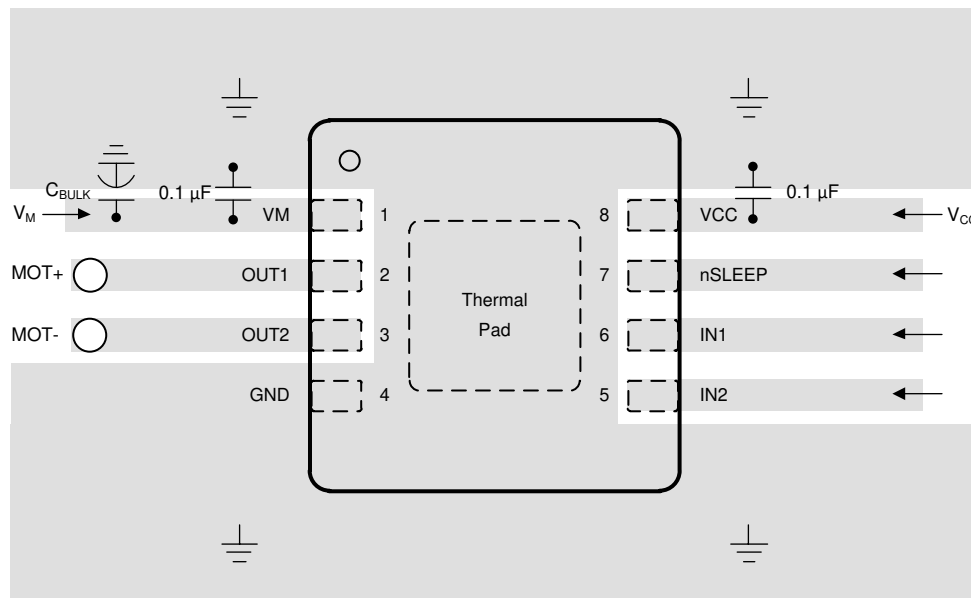 C_BULK 0.1 µF 0.1 µF
V_M VM 1 8 VCC V_CC
MOT+ OUT1 2 7 nSLEEP
Thermal
Pad
MOT- OUT2 3 6 IN1
GND 4 5 IN2